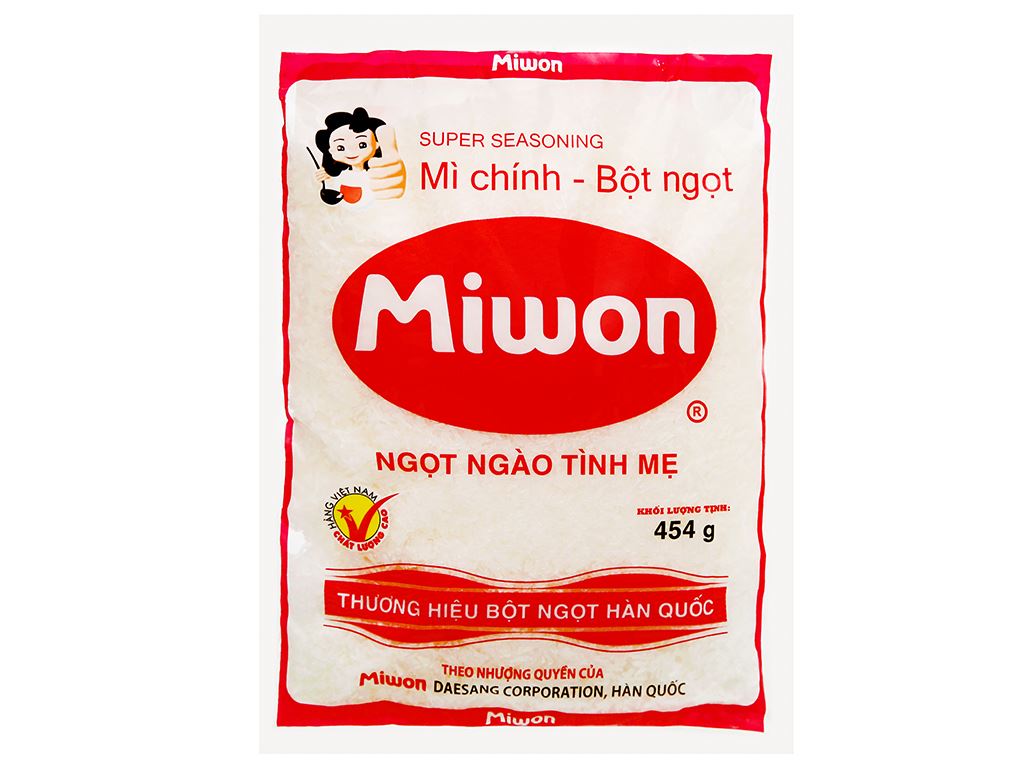 Miwon
SUPER SEASONING
Mì chính - Bột ngọt
Miwon
®
NGỌT NGÀO TÌNH MẸ
HÀNG VIỆT NAM
CHẤT LƯỢNG CAO
KHỐI LƯỢNG TỊNH:
454 g
THƯƠNG HIỆU BỘT NGỌT HÀN QUỐC
THEO NHƯỢNG QUYỀN CỦA
Miwon DAESANG CORPORATION, HÀN QUỐC
Miwon